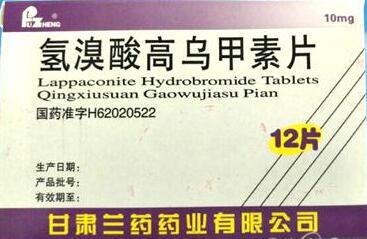 PZ ZHENG
10mg
氢溴酸高乌甲素片
Lappaconite Hydrobromide Tablets
Qingxiusuan Gaowujiasu Pian
国药准字H62020522
12片
生产日期:
产品批号:
有效期至:
甘肃兰药药业有限公司